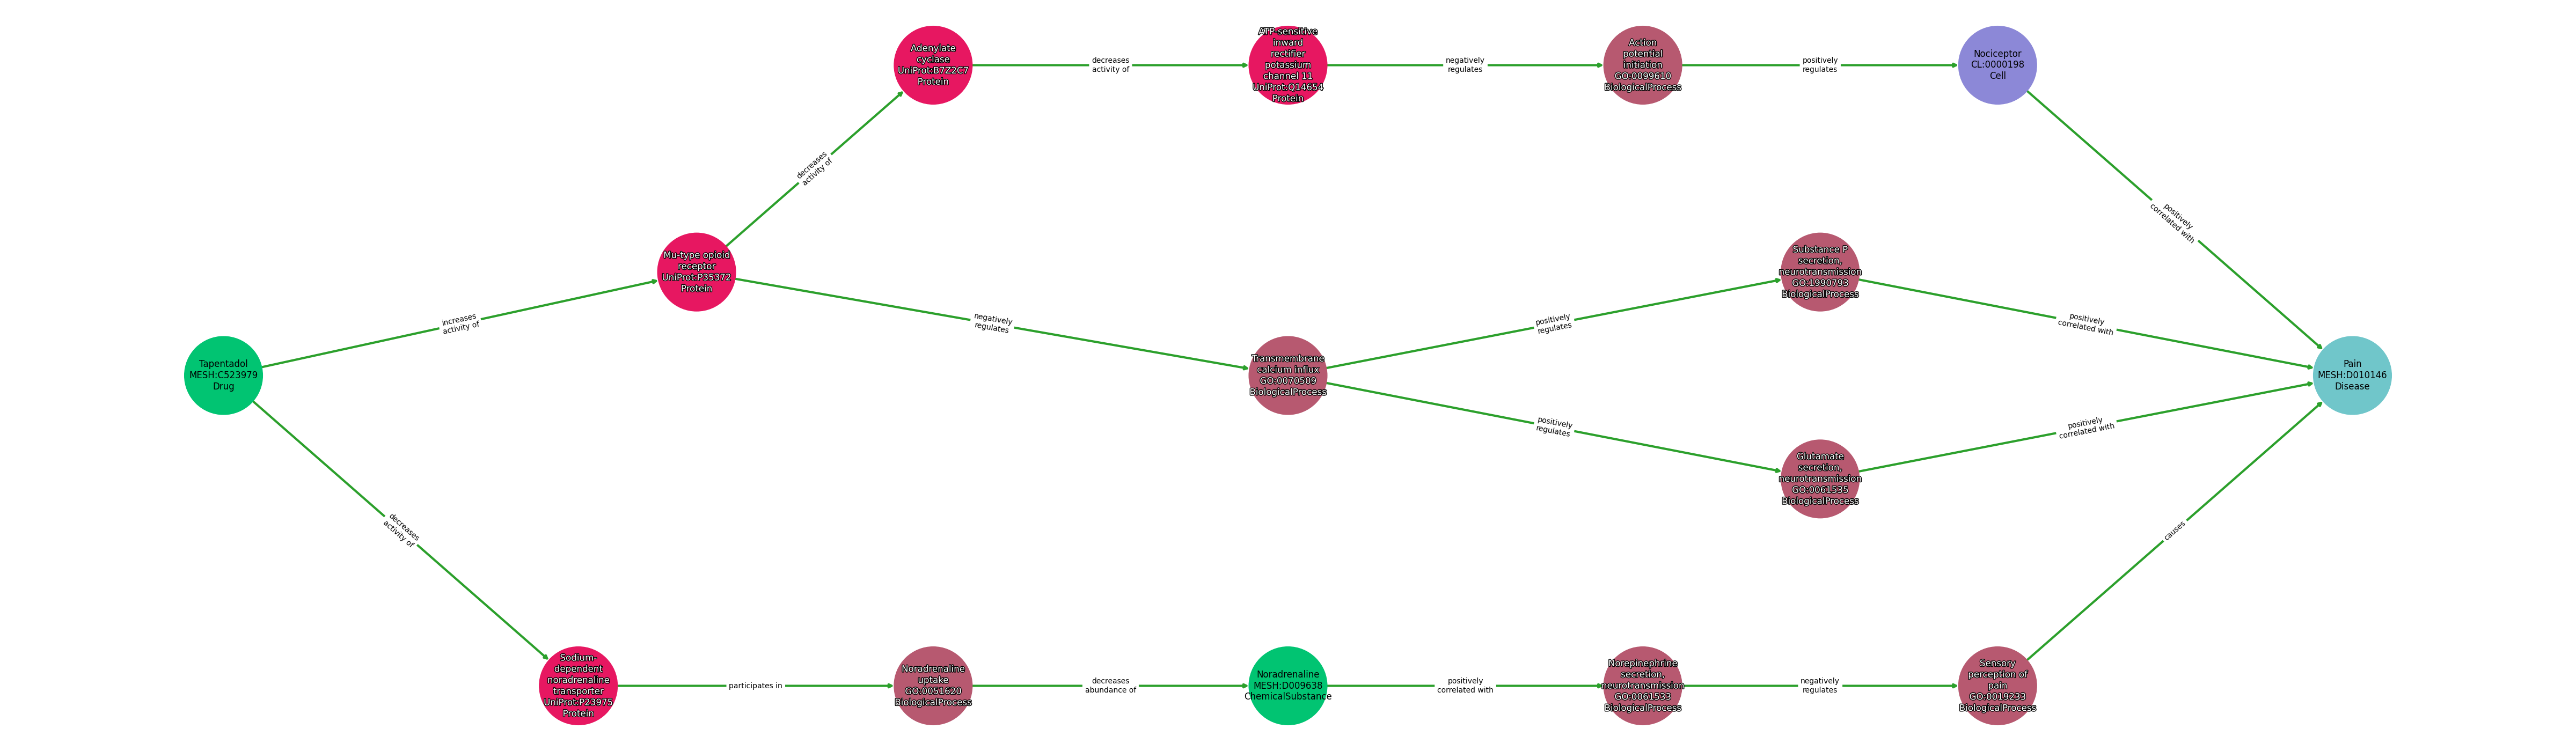 Adenylate
cyclase
UniProt:B7Z2C7
Protein
decreases
activity of
ATP-sensitive
inward
rectifier
potassium
channel 11
UniProt:Q14654
Protein
negatively
regulates
Action
potential
initiation
GO:0099610
BiologicalProcess
positively
regulates
Nociceptor
CL:0000198
Cell
decreases
activity of
positively
correlated with
Mu-type opioid
receptor
UniProt:P35372
Protein
Substance P
secretion,
neurotransmission
GO:1990793
BiologicalProcess
increases
activity of
negatively
regulates
positively
regulates
positively
correlated with
Tapentadol
MESH:C523979
Drug
Transmembrane
calcium influx
GO:0070509
BiologicalProcess
Pain
MESH:D010146
Disease
positively
regulates
positively
correlated with
Glutamate
secretion,
neurotransmission
GO:0061535
BiologicalProcess
decreases
activity of
causes
Sodium-
dependent
noradrenaline
transporter
UniProt:P23975
Protein
participates in
Noradrenaline
uptake
GO:0051620
BiologicalProcess
decreases
abundance of
Noradrenaline
MESH:D009638
ChemicalSubstance
positively
correlated with
Norepinephrine
secretion,
neurotransmission
GO:0061533
BiologicalProcess
negatively
regulates
Sensory
perception of
pain
GO:0019233
BiologicalProcess